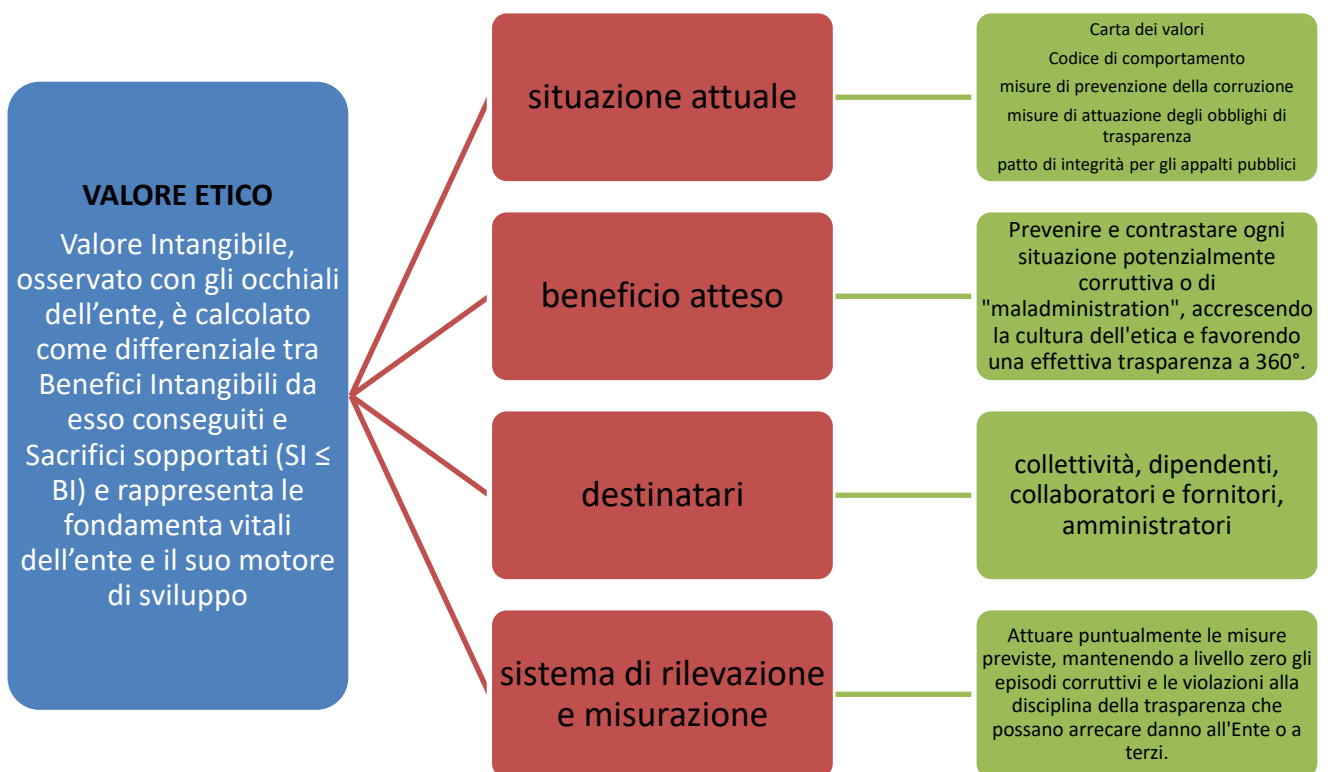 VALORE ETICO
Valore Intangibile,
osservato con gli occhiali
dell’ente, è calcolato
come differenziale tra
Benefici Intangibili da
esso conseguiti e
Sacrifici sopportati (SI ≤
BI) e rappresenta le
fondamenta vitali
dell’ente e il suo motore
di sviluppo
situazione attuale
Carta dei valori
Codice di comportamento
misure di prevenzione della corruzione
misure di attuazione degli obblighi di
trasparenza
patto di integrità per gli appalti pubblici
beneficio atteso
Prevenire e contrastare ogni
situazione potenzialmente
corruttiva o di
"maladministration", accrescendo
la cultura dell'etica e favorendo
una effettiva trasparenza a 360°.
destinatari
collettività, dipendenti,
collaboratori e fornitori,
amministratori
sistema di rilevazione
e misurazione
Attuare puntualmente le misure
previste, mantenendo a livello zero gli
episodi corruttivi e le violazioni alla
disciplina della trasparenza che
possano arrecare danno all'Ente o a
terzi.